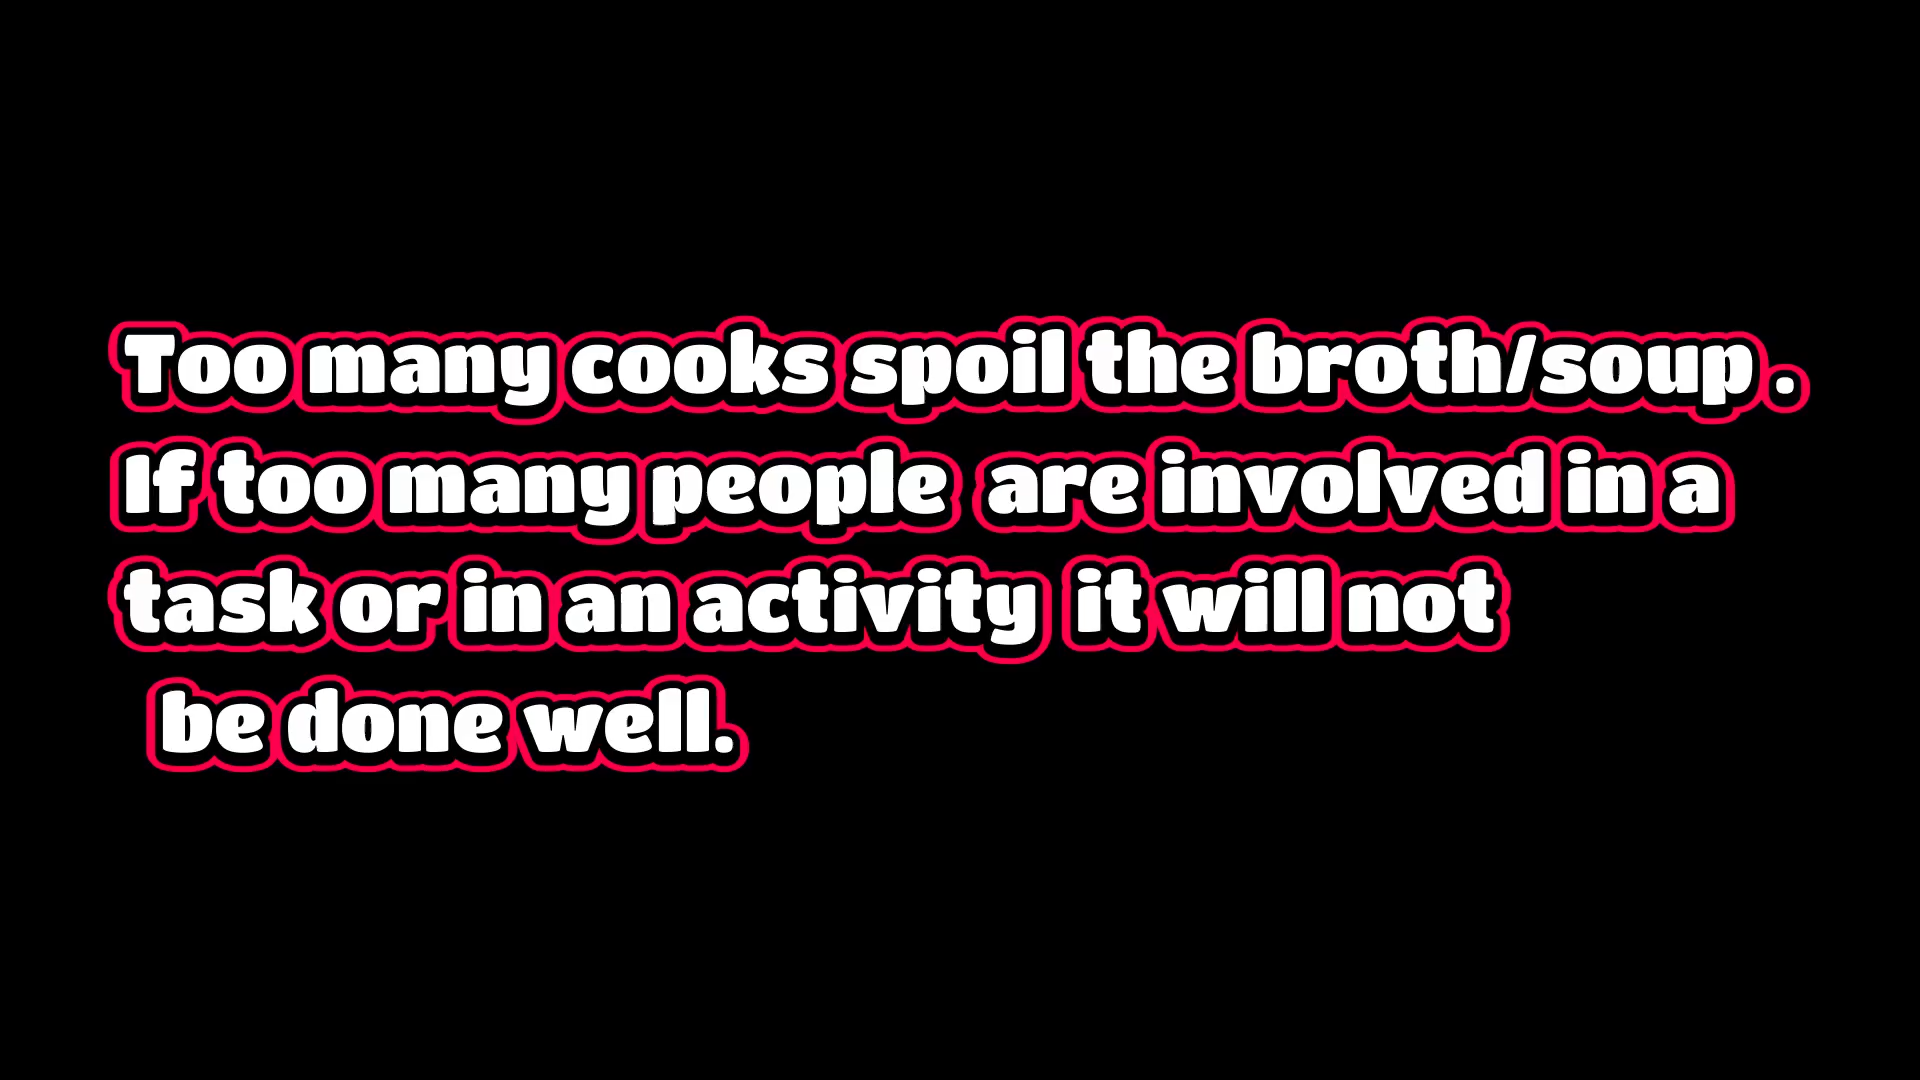 Too many cooks spoil the broth/soup .
If too many people  are involved in a
task or in an activity  it will not
be done well.